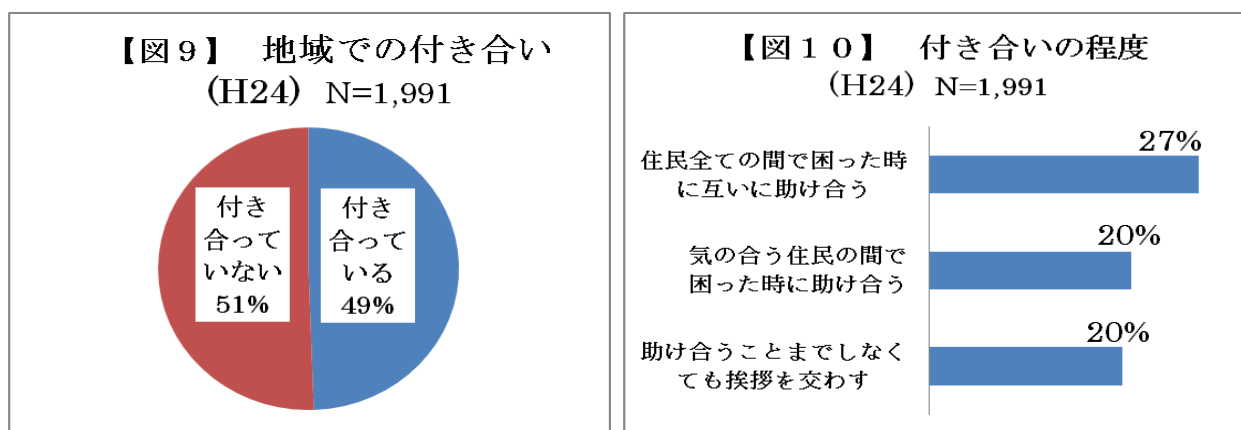 【図９】　地域での付き合い
(H24) N=1,991
付き
合って
いない
51%
付き
合って
いる
49%
【図１０】　付き合いの程度
(H24) N=1,991
住民全ての間で困った時
に互いに助け合う
27%
気の合う住民の間で
困った時に助け合う
20%
助け合うことまでしなく
ても挨拶を交わす
20%